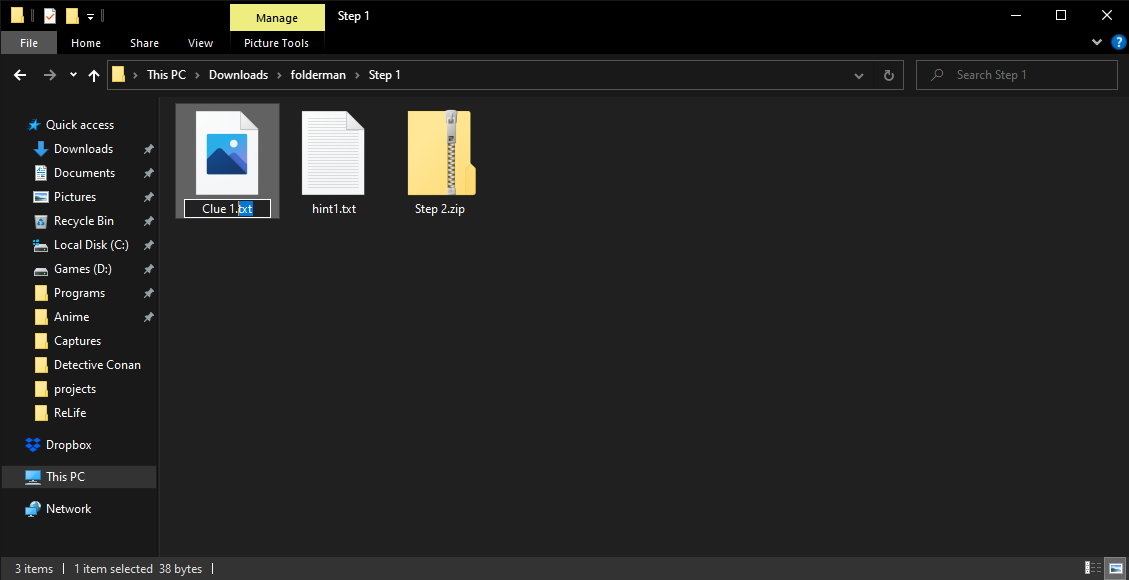 Manage
Step 1
File
Home
Share
View
Picture Tools
?
This PC
Downloads
folderman
Step 1
Search Step 1
Quick access
Downloads
Documents
Pictures
Recycle Bin
Local Disk (C:)
Games (D:)
Programs
Anime
Captures
Detective Conan
projects
ReLife
Dropbox
This PC
Network
Clue 1.txt
hint1.txt
Step 2.zip
3 items
1 item selected 38 bytes